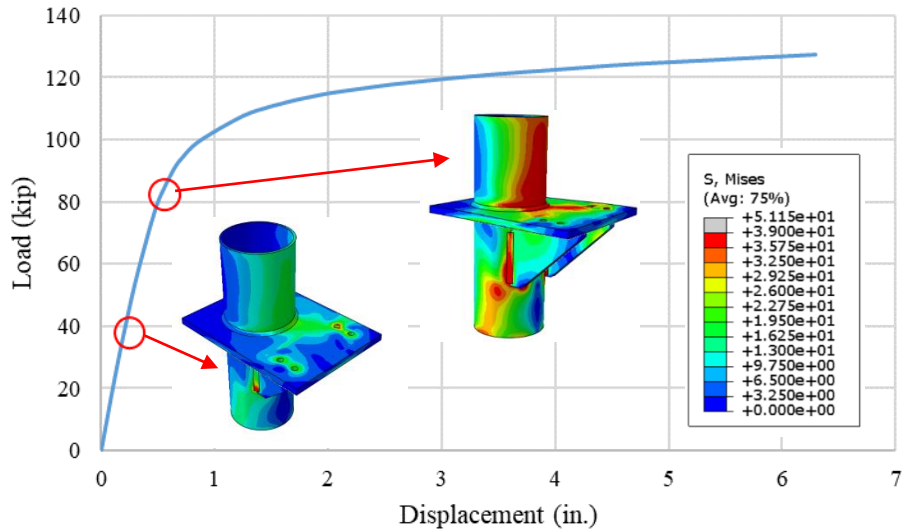 140
120
100
80
60
40
20
0
Load (kip)
S, Mises
(Avg: 75%)
+5.115e+01
+3.900e+01
+3.575e+01
+3.250e+01
+2.925e+01
+2.600e+01
+2.275e+01
+1.950e+01
+1.625e+01
+1.300e+01
+9.750e+00
+6.500e+00
+3.250e+00
+0.000e+00
0 1 2 3 4 5 6 7
Displacement (in.)